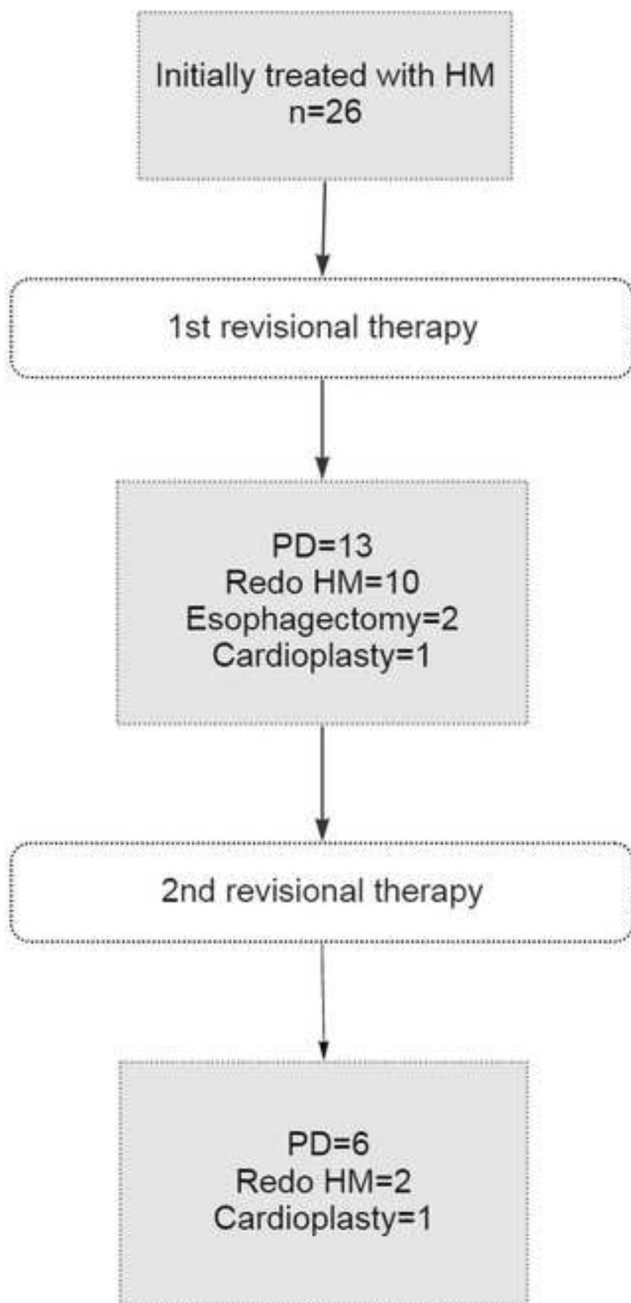 Initially treated with HM
n=26
1st revisional therapy
PD=13
Redo HM=10
Esophagectomy=2
Cardioplasty=1
2nd revisional therapy
PD=6
Redo HM=2
Cardioplasty=1